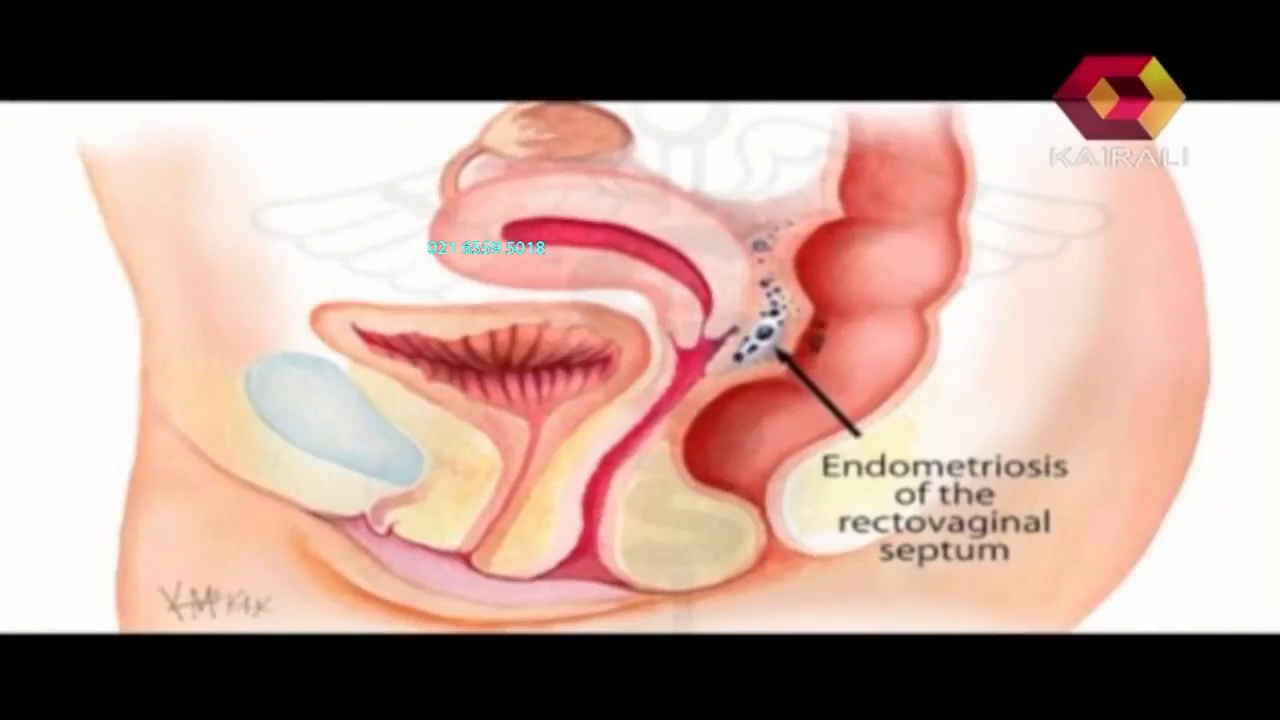 KAIRALI
021 6559 5018
Endometriosis
of the
rectovaginal
septum